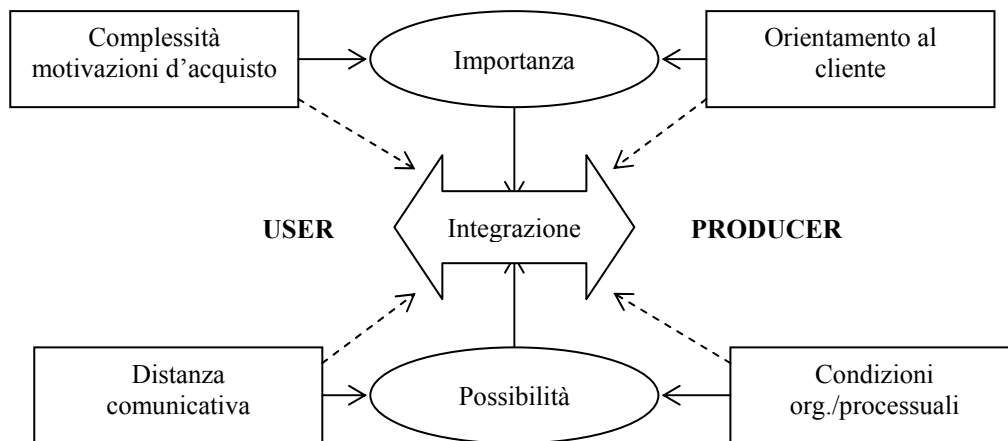 Complessità
motivazioni d'acquisto
Importanza
Orientamento al
cliente
USER
Integrazione
PRODUCER
Distanza
comunicativa
Possibilità
Condizioni
org./processuali